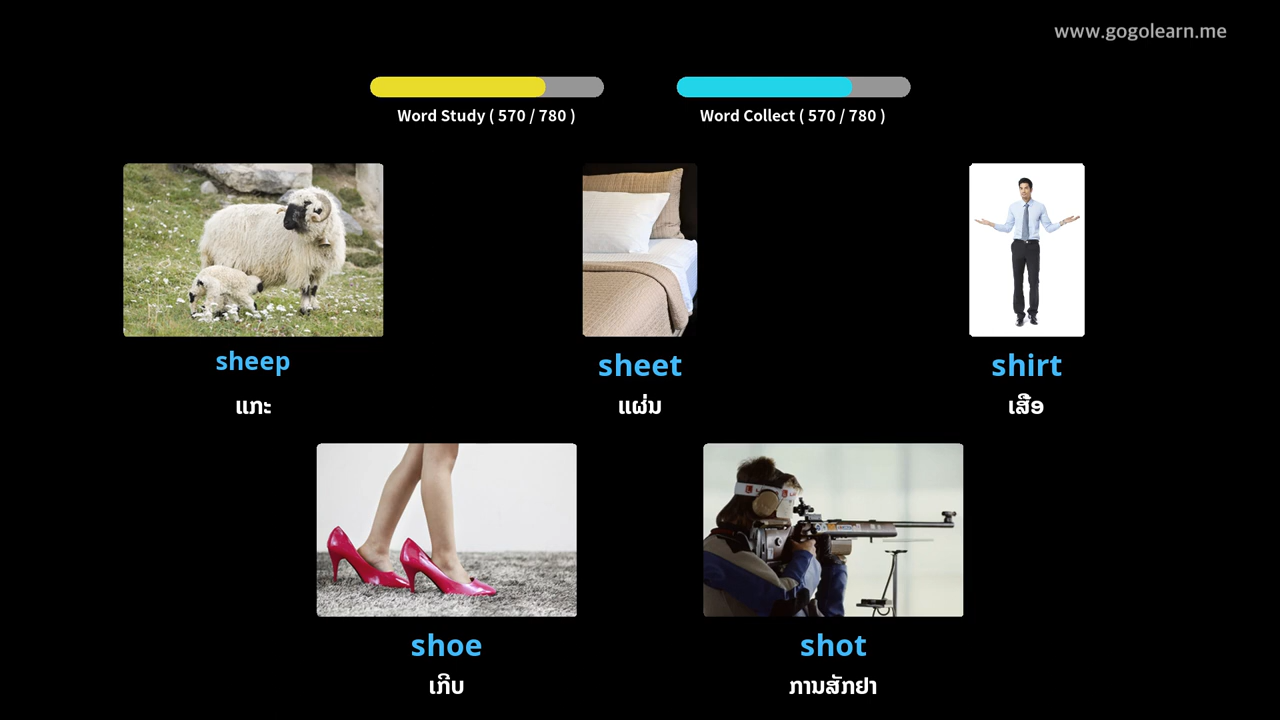 www.gogolearn.me
Word Study ( 570 / 780 )
Word Collect ( 570 / 780 )
sheep
ແກະ
sheet
ແຜ່ນ
shirt
ເສື້ອ
shoe
ເກີບ
shot
ການສັກຢາ